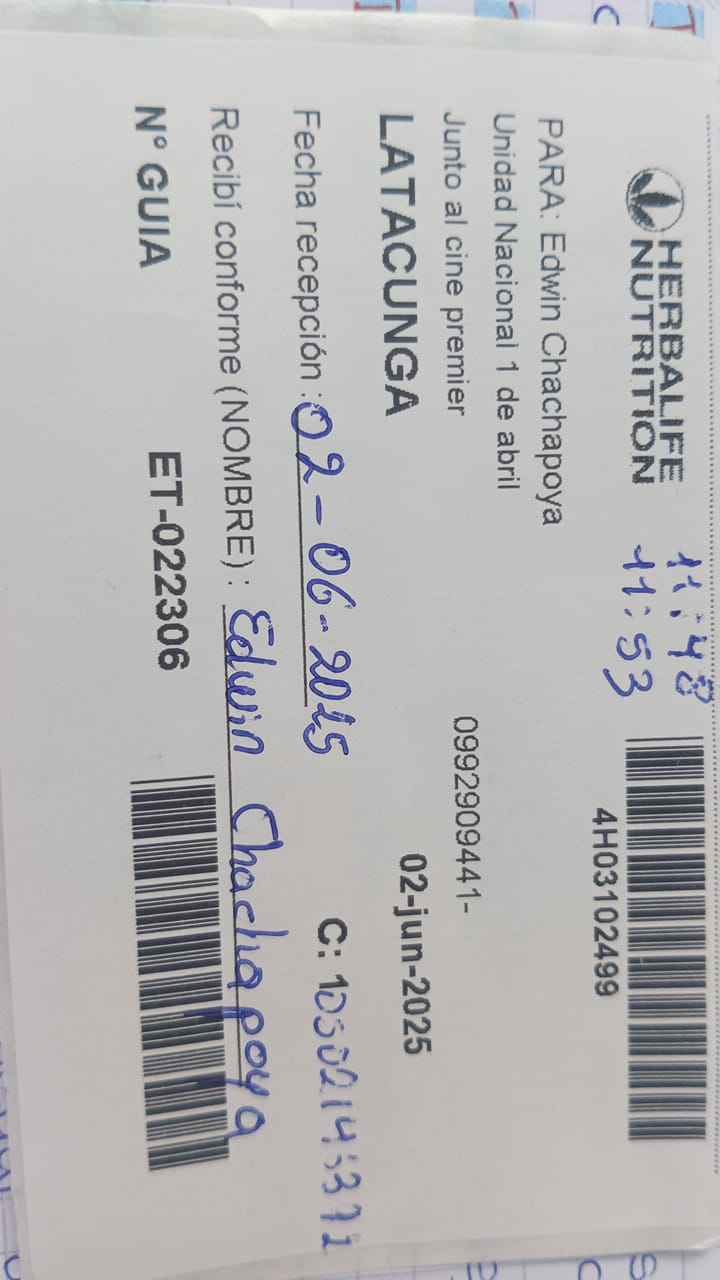 HERBALIFE
NUTRITION
11:48
11:53
4H03102499
PARA: Edwin Chachapoya
Unidad Nacional 1 de abril
Junto al cine premier
0992909441-
LATACUNGA
02-jun-2025
Fecha recepción : 02-06-2025
C: 1
Recibí conforme (NOMBRE) : Edwin Chachapoya
N° GUIA
ET-022306